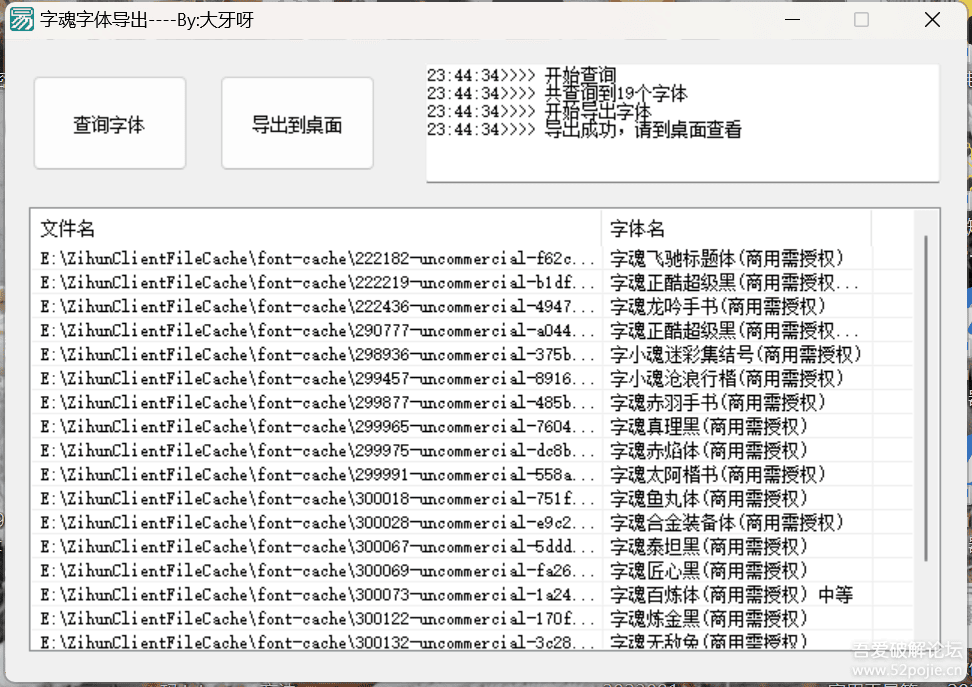 字魂字体导出----By:大牙呀
查询字体
导出到桌面
23:44:34>>>> 开始查询
23:44:34>>>> 共查询到19个字体
23:44:34>>>> 开始导出字体
23:44:34>>>> 导出成功，请到桌面查看
文件名 字体名
E:\ZihunClientFileCache\font-cache\222182-uncommercial-f62c... 字魂飞驰标题体(商用需授权)
E:\ZihunClientFileCache\font-cache\222219-uncommercial-b1df... 字魂正酷超级黑(商用需授权...
E:\ZihunClientFileCache\font-cache\222436-uncommercial-4947... 字魂龙吟手书(商用需授权)
E:\ZihunClientFileCache\font-cache\290777-uncommercial-a044... 字魂正酷超级黑(商用需授权...
E:\ZihunClientFileCache\font-cache\298936-uncommercial-375b... 字小魂迷彩集结号(商用需授权)
E:\ZihunClientFileCache\font-cache\299457-uncommercial-8916... 字小魂沧浪行楷(商用需授权)
E:\ZihunClientFileCache\font-cache\299877-uncommercial-485b... 字魂赤羽手书(商用需授权)
E:\ZihunClientFileCache\font-cache\299965-uncommercial-7604... 字魂真理黑(商用需授权)
E:\ZihunClientFileCache\font-cache\299975-uncommercial-dc8b... 字魂赤焰体(商用需授权)
E:\ZihunClientFileCache\font-cache\299991-uncommercial-558a... 字魂太阿楷书(商用需授权)
E:\ZihunClientFileCache\font-cache\300018-uncommercial-751f... 字魂鱼丸体(商用需授权)
E:\ZihunClientFileCache\font-cache\300028-uncommercial-e9c2... 字魂合金装备体(商用需授权)
E:\ZihunClientFileCache\font-cache\300067-uncommercial-5ddd... 字魂泰坦黑(商用需授权)
E:\ZihunClientFileCache\font-cache\300069-uncommercial-fa26... 字魂匠心黑(商用需授权)
E:\ZihunClientFileCache\font-cache\300073-uncommercial-1a24... 字魂百炼体(商用需授权) 中等
E:\ZihunClientFileCache\font-cache\300122-uncommercial-170f... 字魂炼金黑(商用需授权)
E:\ZihunClientFileCache\font-cache\300132-uncommercial-3c28... 字魂无敌兔(商用需授权)
吾爱破解论坛
www.52pojie.cn